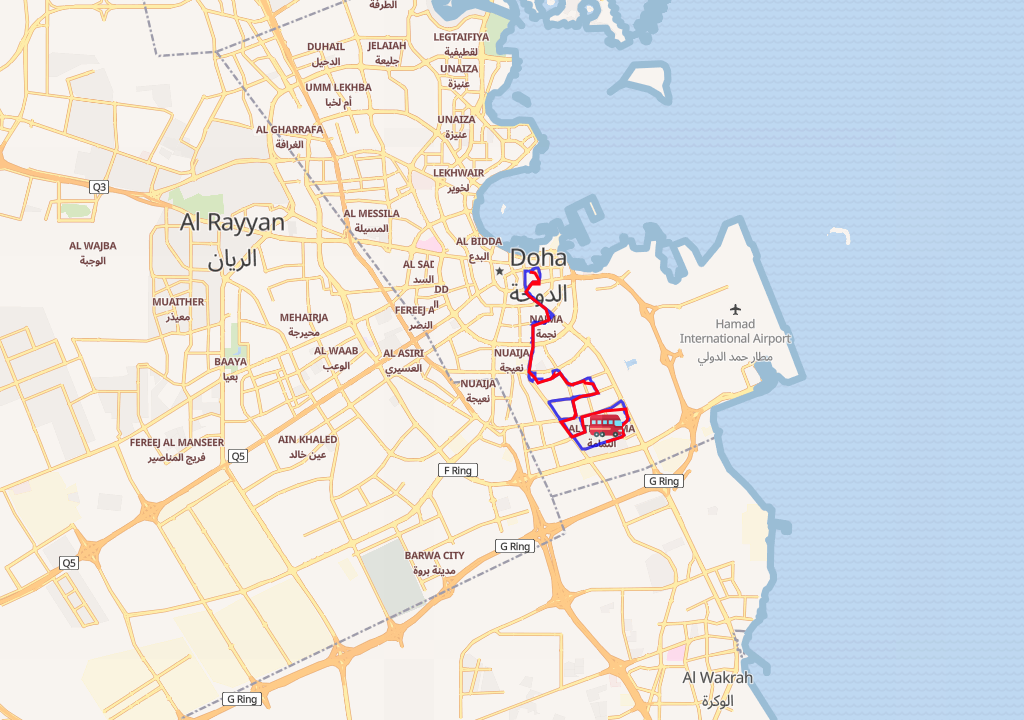 الطرفة
LEGTAIFIYA
لقطيفية
DUHAIL
الدحيل
JELAIAH
جليعة
UNAIZA
عنيزة
UMM LEKHBA
أم لخبا
UNAIZA
عنيزة
AL GHARRAFA
الغرافة
LEKHWAIR
لخوير
Q3
Al Rayyan
الريان
AL MESSILA
المسيلة
AL WAJBA
الوجبة
AL BIDDA
البدع
Doha
الدوحة
AL SAD
السد
DD
MUAITHER
معيذر
MEHAIRJA
محيرجة
FEREEJ A
النصر
NAJMA
نجمة
Hamad
International Airport
مطار حمد الدولي
AL WAAB
الوعب
AL ASIRI
العسيري
NUAIJA
نعيجة
BAAYA
بعيا
NUAIJA
نعيجة
AL
MA
الثمامة
FEREEJ AL MANSEER
فريج المناصير
AIN KHALED
عين خالد
Q5
F Ring
G Ring
G Ring
BARWA CITY
مدينة بروة
Q5
Al Wakrah
الوكرة
G Ring